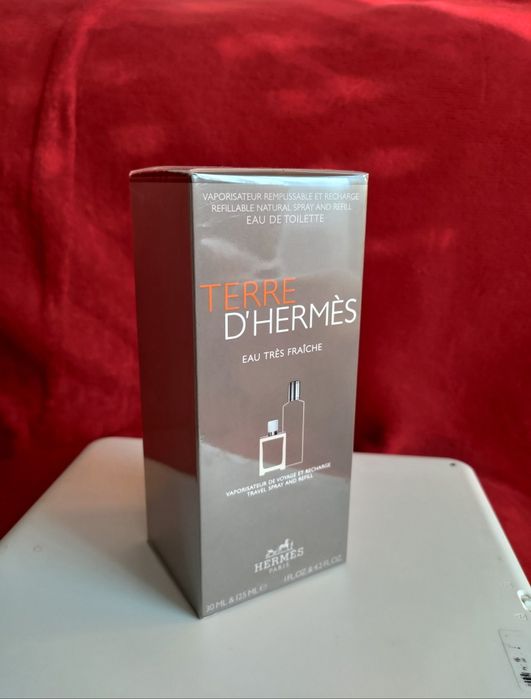 VAPORISATEUR REMPLISSABLE ET RECHARGE
REFILLABLE NATURAL SPRAY AND REFILL
EAU DE TOILETTE
TERRE
D'HERMÈS
EAU TRÈS FRAÎCHE
VAPORISATEUR DE VOYAGE ET RECHARGE
TRAVEL SPRAY AND REFILL
HERMÈS
PARIS
30 ML & 125 ML ℮ 1 FL.OZ & 4.2 FL.OZ